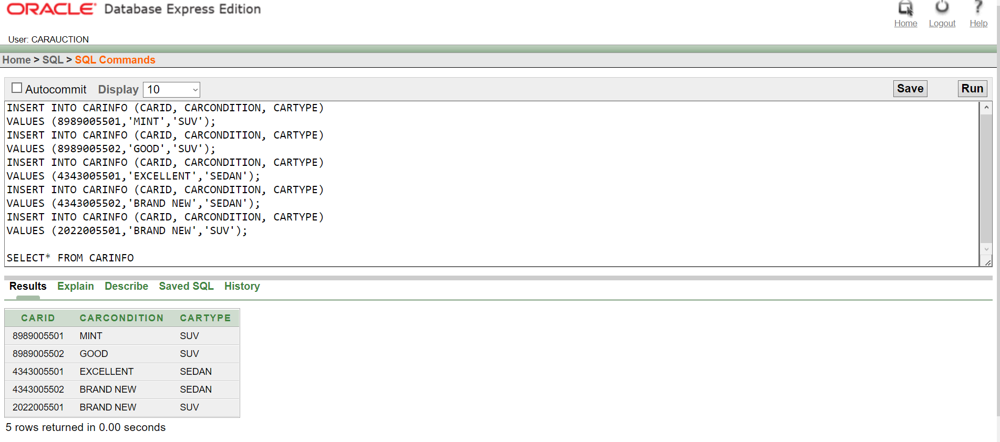 ORACLE Database Express Edition
Home Logout Help
User: CARAUCTION
Home > SQL > SQL Commands
Autocommit Display 10 Save Run
INSERT INTO CARINFO (CARID, CARCONDITION, CARTYPE)
VALUES (8989005501,'MINT','SUV');
INSERT INTO CARINFO (CARID, CARCONDITION, CARTYPE)
VALUES (8989005502,'GOOD','SUV');
INSERT INTO CARINFO (CARID, CARCONDITION, CARTYPE)
VALUES (4343005501,'EXCELLENT','SEDAN');
INSERT INTO CARINFO (CARID, CARCONDITION, CARTYPE)
VALUES (4343005502,'BRAND NEW','SEDAN');
INSERT INTO CARINFO (CARID, CARCONDITION, CARTYPE)
VALUES (2022005501,'BRAND NEW','SUV');
SELECT* FROM CARINFO
Results Explain Describe Saved SQL History
CARID CARCONDITION CARTYPE
8989005501 MINT SUV
8989005502 GOOD SUV
4343005501 EXCELLENT SEDAN
4343005502 BRAND NEW SEDAN
2022005501 BRAND NEW SUV
5 rows returned in 0.00 seconds